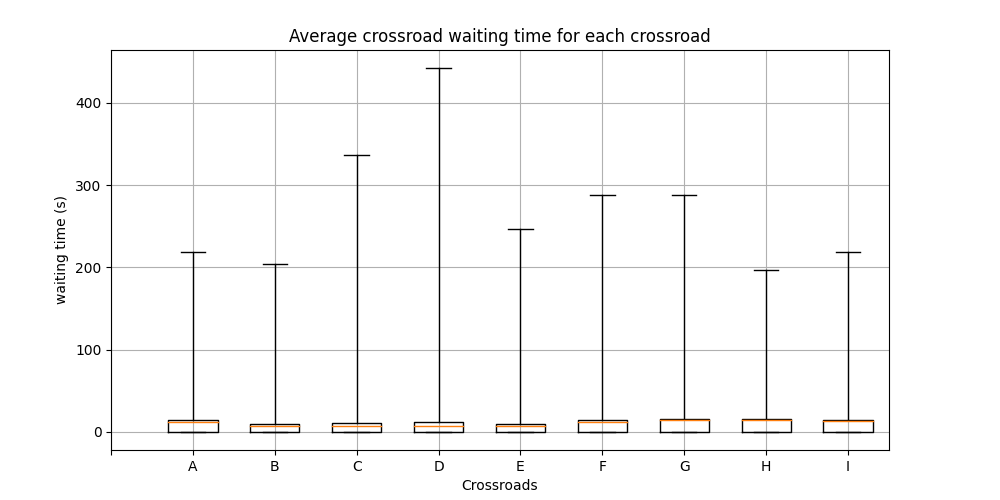 Average crossroad waiting time for each crossroad
waiting time (s)
400
300
200
100
0
A B C D E F G H I
Crossroads